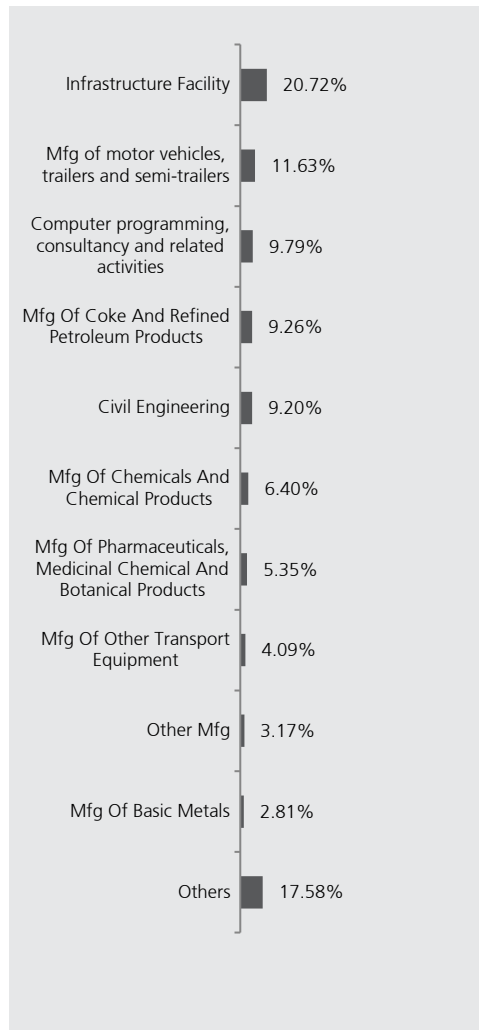 Infrastructure Facility 20.72%
Mfg of motor vehicles,
trailers and semi-trailers 11.63%
Computer programming,
consultancy and related
activities 9.79%
Mfg Of Coke And Refined
Petroleum Products 9.26%
Civil Engineering 9.20%
Mfg Of Chemicals And
Chemical Products 6.40%
Mfg Of Pharmaceuticals,
Medicinal Chemical And
Botanical Products 5.35%
Mfg Of Other Transport
Equipment 4.09%
Other Mfg 3.17%
Mfg Of Basic Metals 2.81%
Others 17.58%